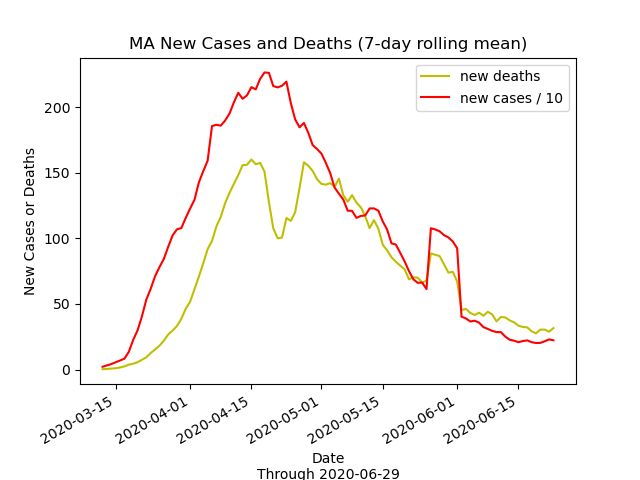 MA New Cases and Deaths (7-day rolling mean)
new deaths
new cases / 10
New Cases or Deaths
200
150
100
50
0
2020-03-15
2020-04-01
2020-04-15
2020-05-01
2020-05-15
2020-06-01
2020-06-15
Date
Through 2020-06-29